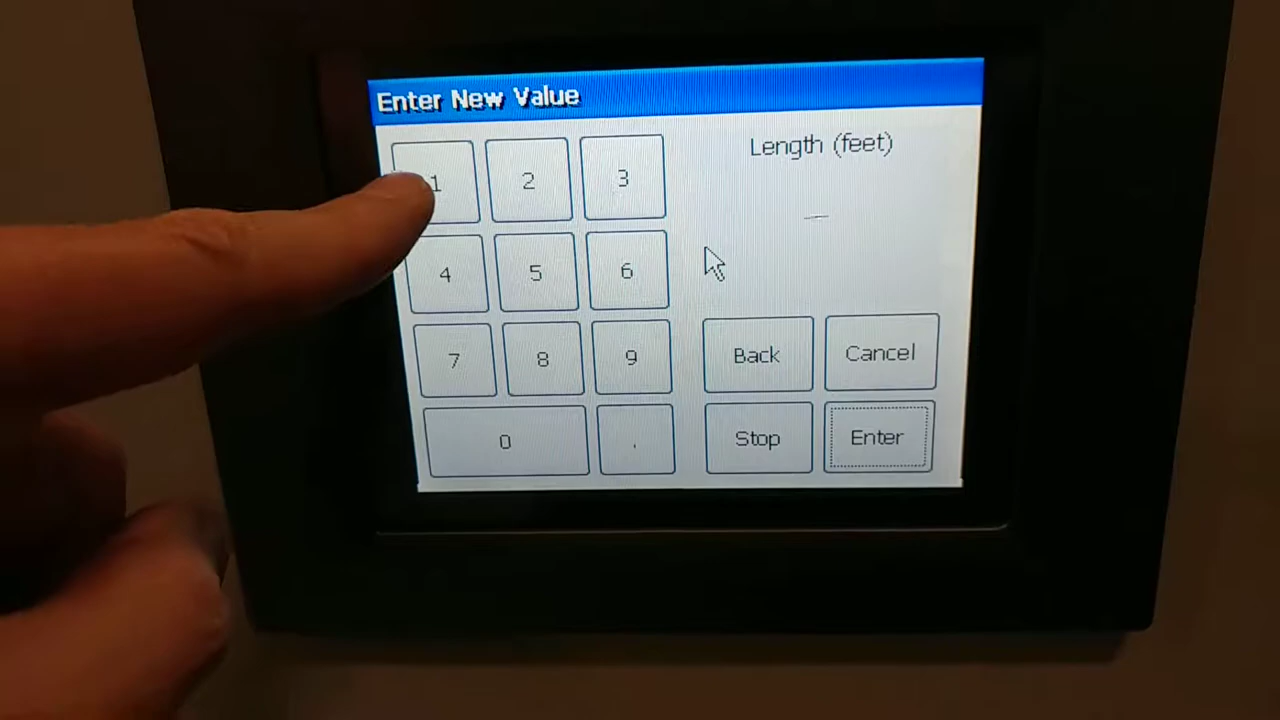 Enter New Value
Length (feet)
1 2 3
4 5 6
7 8 9
Back Cancel
0 .
Stop Enter